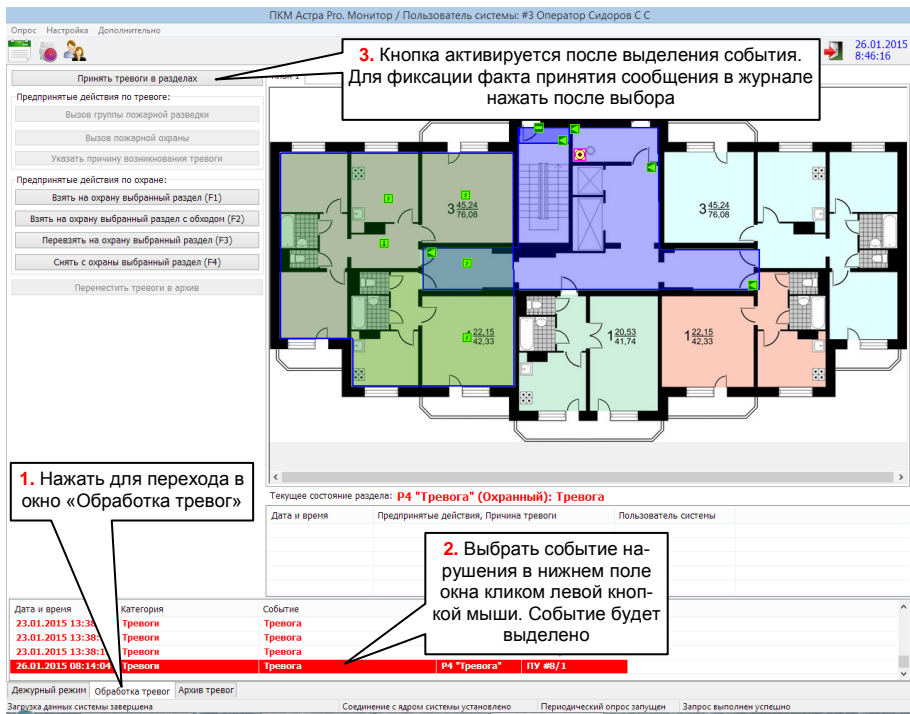 ПКМ Астра Pro. Монитор / Пользователь системы: #3 Оператор Сидоров С С
Опрос Настройка Дополнительно
26.01.2015
8:46:16
3. Кнопка активируется после выделения события.
Для фиксации факта принятия сообщения в журнале
нажать после выбора
Принять тревоги в разделах
Предпринятые действия по тревоге:
Вызов группы пожарной разведки
Вызов пожарной охраны
Указать причину возникновения тревоги
Предпринятые действия по охране:
Взять на охрану выбранный раздел (F1)
Взять на охрану выбранный раздел с обходом (F2)
Перевзять на охрану выбранный раздел (F3)
Снять с охраны выбранный раздел (F4)
Переместить тревоги в архив
3 45,24
76,08
3 45,24
76,08
22,15
42,33
1 20,53
41,74
1 22,15
42,33
1. Нажать для перехода в
окно «Обработка тревог»
Текущее состояние раздела: Р4 "Тревога" (Охранный): Тревога
Дата и время Предпринятые действия, Причина тревоги Пользователь системы
2. Выбрать событие на-
рушения в нижнем поле
окна кликом левой кноп-
кой мыши. Событие будет
выделено
Дата и время Категория Событие
23.01.2015 13:38 Тревоги Тревога
23.01.2015 13:38: Тревоги Тревога
23.01.2015 13:38:1 Тревоги Тревога
26.01.2015 08:14:04 Тревоги Тревога Р4 "Тревога" ПУ #8/1
Дежурный режим Обработка тревог Архив тревог
Загрузка данных системы завершена Соединение с ядром системы установлено Периодический опрос запущен Запрос выполнен успешно